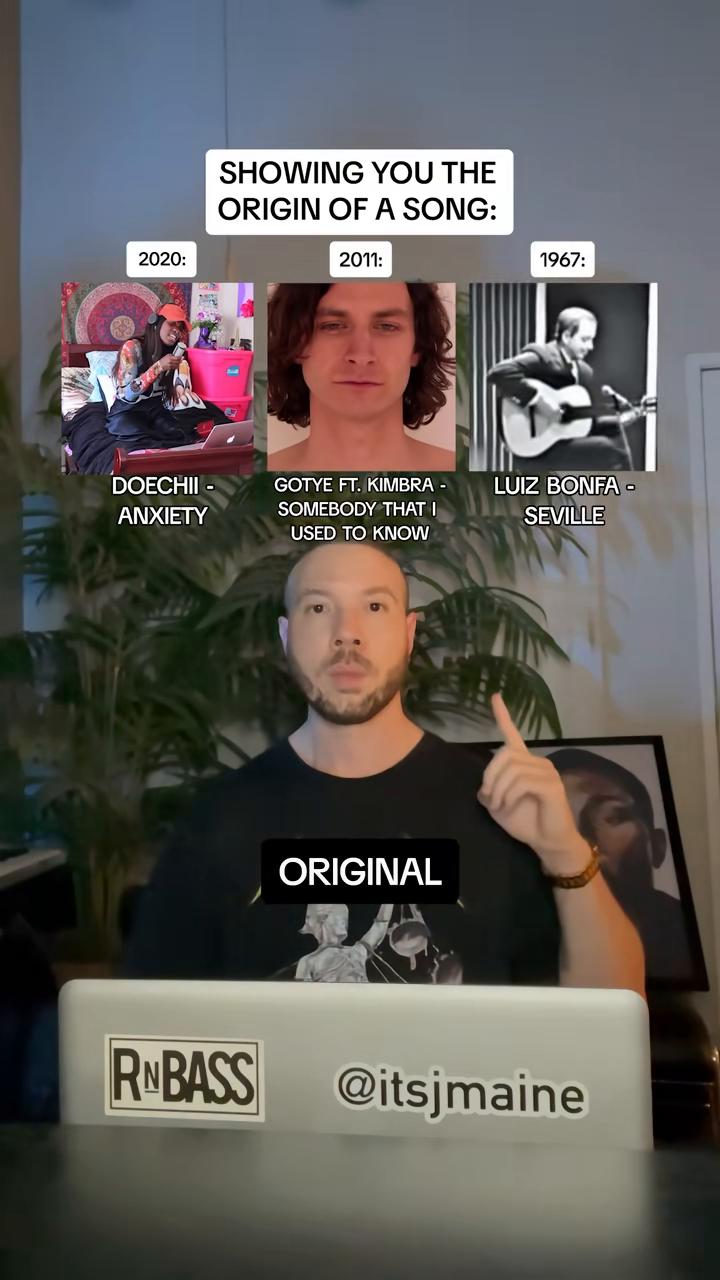 SHOWING YOU THE
ORIGIN OF A SONG:
2020:
2011:
1967:
DOECHII -
ANXIETY
GOTYE FT. KIMBRA -
SOMEBODY THAT I
USED TO KNOW
LUIZ BONFA -
SEVILLE
ORIGINAL
RNBASS
@itsjmaine